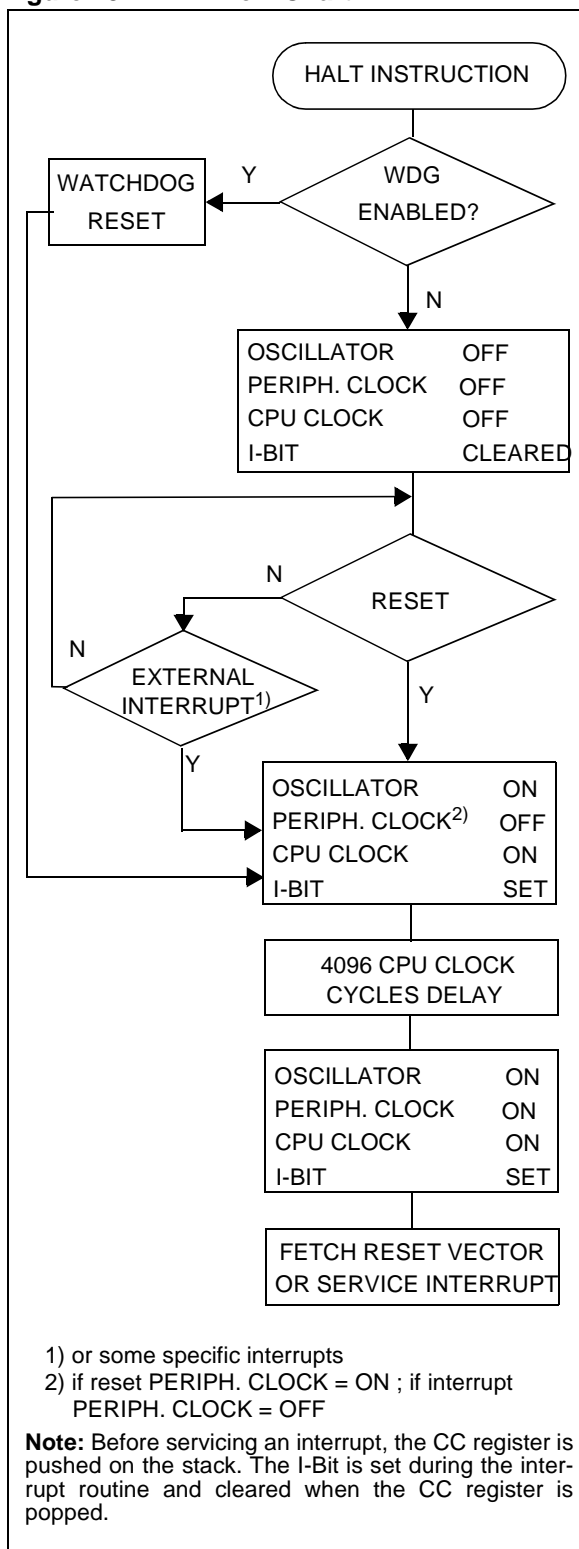 HALT INSTRUCTION
WDG
ENABLED?
Y
WATCHDOG
RESET
N
OSCILLATOR OFF
PERIPH. CLOCK OFF
CPU CLOCK OFF
I-BIT CLEARED
RESET
N
N
EXTERNAL
INTERRUPT1)
Y
Y
OSCILLATOR ON
PERIPH. CLOCK2) OFF
CPU CLOCK ON
I-BIT SET
4096 CPU CLOCK
CYCLES DELAY
OSCILLATOR ON
PERIPH. CLOCK ON
CPU CLOCK ON
I-BIT SET
FETCH RESET VECTOR
OR SERVICE INTERRUPT
1) or some specific interrupts
2) if reset PERIPH. CLOCK = ON ; if interrupt
PERIPH. CLOCK = OFF
Note: Before servicing an interrupt, the CC register is
pushed on the stack. The I-Bit is set during the inter-
rupt routine and cleared when the CC register is
popped.